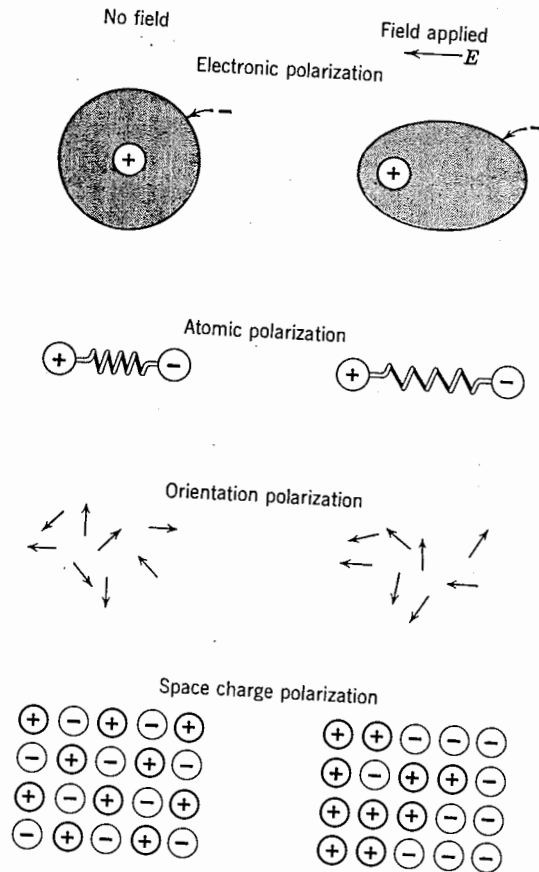 No field
Field applied
E
Electronic polarization
-
-
+
+
Atomic polarization
+ -
+ -
Orientation polarization
Space charge polarization
+ - + - +
+ + - - -
- + - + -
+ - + + -
+ - + - +
+ + + - -
- + - + -
+ + - - -